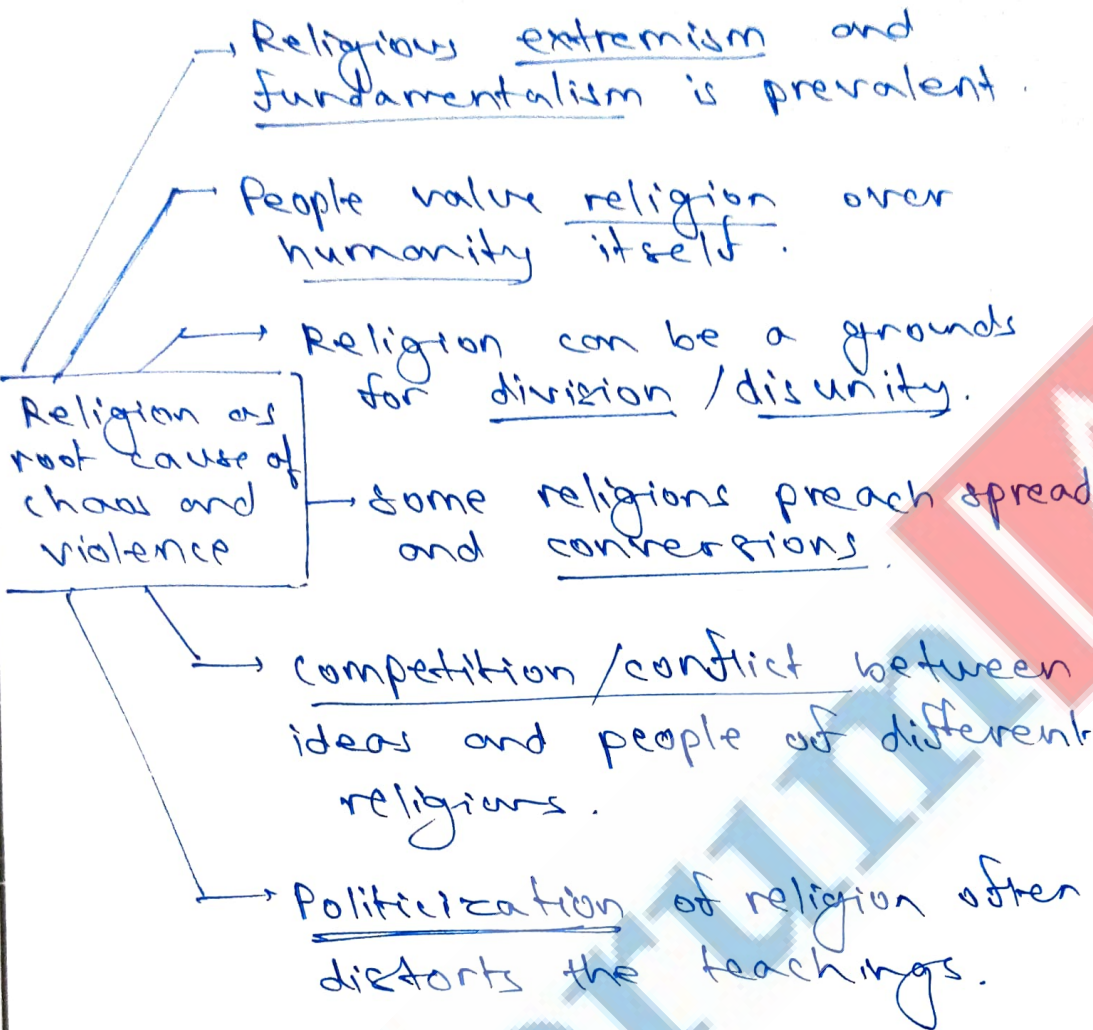 Religious extremism and
fundamentalism is prevalent.
People value religion over
humanity itself.
Religion can be a grounds
for division / disunity.
Religion as
root cause of
chaos and
violence
some religions preach spread
and conversions.
competition / conflict between
ideas and people of different
religions.
Politicization of religion often
distorts the teachings.
rum